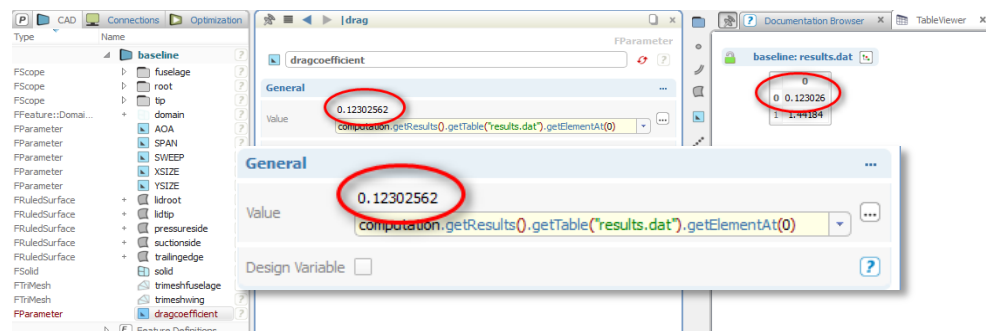 CAD Connections Optimization
Type Name
baseline
FScope fuselage
FScope root
FScope tip
FFeature::Domai... domain
FParameter AOA
FParameter SPAN
FParameter SWEEP
FParameter XSIZE
FParameter YSIZE
FRuledSurface lidroot
FRuledSurface lidtip
FRuledSurface pressureside
FRuledSurface suctionside
FRuledSurface trailingedge
FSolid solid
FTriMesh trimeshfuselage
FTriMesh trimeshwing
FParameter dragcoefficient
Feature Definitions
|drag
FParameter
dragcoefficient
General ...
0.12302562
Value computation.getResults().getTable("results.dat").getElementAt(0) ...
General ...
0.12302562
Value computation.getResults().getTable("results.dat").getElementAt(0) ...
Design Variable ?
Documentation Browser TableViewer
baseline: results.dat
0
0 0.123026
1 1.44184